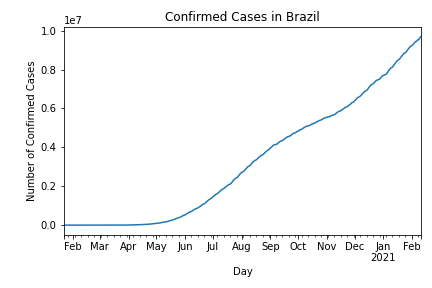 Confirmed Cases in Brazil
1e7
1.0
0.8
0.6
0.4
0.2
0.0
Number of Confirmed Cases
Feb Mar Apr May Jun Jul Aug Sep Oct Nov Dec Jan Feb
2021
Day